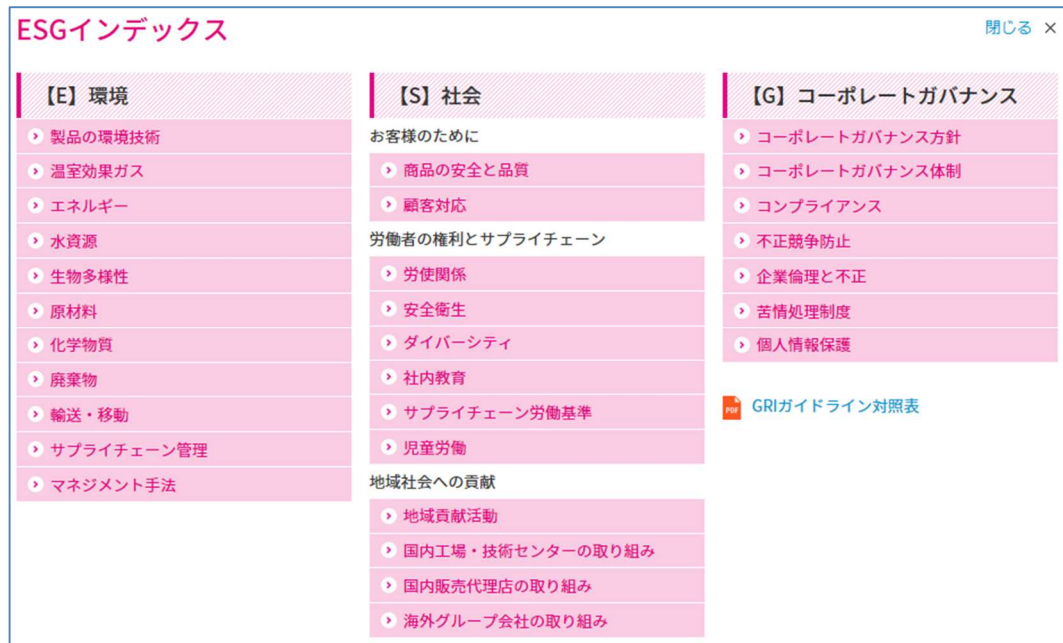 ESGインデックス
閉じる ×
【E】環境
製品の環境技術
温室効果ガス
エネルギー
水資源
生物多様性
原材料
化学物質
廃棄物
輸送・移動
サプライチェーン管理
マネジメント手法
【S】社会
お客様のために
商品の安全と品質
顧客対応
労働者の権利とサプライチェーン
労使関係
安全衛生
ダイバーシティ
社内教育
サプライチェーン労働基準
児童労働
地域社会への貢献
地域貢献活動
国内工場・技術センターの取り組み
国内販売代理店の取り組み
海外グループ会社の取り組み
【G】コーポレートガバナンス
コーポレートガバナンス方針
コーポレートガバナンス体制
コンプライアンス
不正競争防止
企業倫理と不正
苦情処理制度
個人情報保護
PDF GRIガイドライン対照表